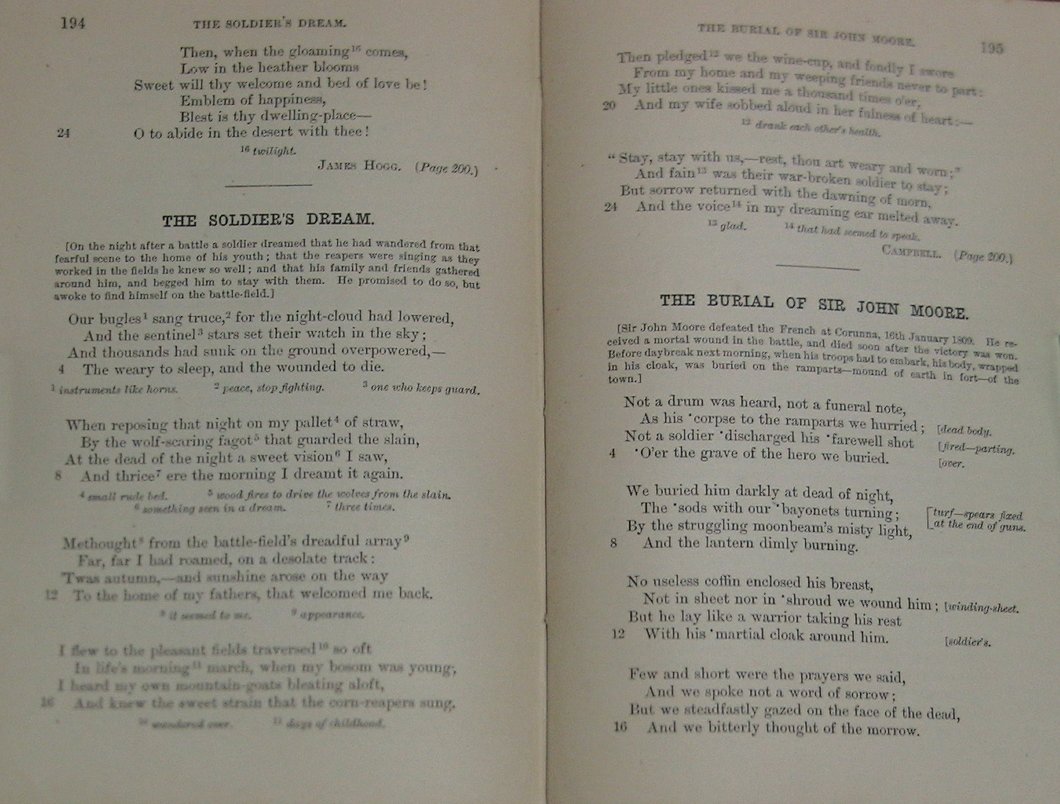 194 THE SOLDIER'S DREAM.
Then, when the gloaming¹⁶ comes,
Low in the heather blooms
Sweet will thy welcome and bed of love be!
Emblem of happiness,
Blest is thy dwelling-place—
24 O to abide in the desert with thee!
¹⁶ twilight.
JAMES HOGG. (Page 200.)
THE SOLDIER'S DREAM.
[On the night after a battle a soldier dreamed that he had wandered from that
fearful scene to the home of his youth; that the reapers were singing as they
worked in the fields he knew so well; and that his family and friends gathered
around him, and begged him to stay with them. He promised to do so, but
awoke to find himself on the battle-field.]
Our bugles¹ sang truce,² for the night-cloud had lowered,
And the sentinel³ stars set their watch in the sky;
And thousands had sunk on the ground overpowered,—
4 The weary to sleep, and the wounded to die.
¹ instruments like horns. ² peace, stop fighting. ³ one who keeps guard.
When reposing that night on my pallet⁴ of straw,
By the wolf-scaring fagot⁵ that guarded the slain,
At the dead of the night a sweet vision⁶ I saw,
8 And thrice⁷ ere the morning I dreamt it again.
⁴ small rude bed. ⁵ wood fires to drive the wolves from the slain.
⁶ something seen in a dream. ⁷ three times.
Methought⁸ from the battle-field's dreadful array⁹
Far, far I had roamed, on a desolate track:
'Twas autumn,—and sunshine arose on the way
12 To the home of my fathers, that welcomed me back.
⁸ it seemed to me. ⁹ appearance.
I flew to the pleasant fields traversed¹⁰ so oft
In life's morning¹¹ march, when my bosom was young;
I heard my own mountain-goats bleating aloft,
16 And knew the sweet strain that the corn-reapers sung.
¹⁰ wandered over. ¹¹ days of childhood.
THE BURIAL OF SIR JOHN MOORE. 195
Then pledged¹² we the wine-cup, and fondly I swore
From my home and my weeping friends never to part;
My little ones kissed me a thousand times o'er,
20 And my wife sobbed aloud in her fulness of heart:—
¹² drank each other's health.
"Stay, stay with us,—rest, thou art weary and worn;"
And fain¹³ was their war-broken soldier to stay;
But sorrow returned with the dawning of morn,
24 And the voice¹⁴ in my dreaming ear melted away.
¹³ glad. ¹⁴ that had seemed to speak.
CAMPBELL. (Page 200.)
THE BURIAL OF SIR JOHN MOORE.
[Sir John Moore defeated the French at Corunna, 16th January 1809. He re-
ceived a mortal wound in the battle, and died soon after the victory was won.
Before daybreak next morning, when his troops had to embark, his body, wrapped
in his cloak, was buried on the ramparts—mound of earth in fort—of the
town.]
Not a drum was heard, not a funeral note,
As his ˈcorpse to the ramparts we hurried; [dead body.
Not a soldier ˈdischarged his ˈfarewell shot [fired—parting.
4 ˈO'er the grave of the hero we buried. [over.
We buried him darkly at dead of night,
The ˈsods with our ˈbayonets turning; [turf—spears fixed
By the struggling moonbeam's misty light, at the end of guns.
8 And the lantern dimly burning.
No useless coffin enclosed his breast,
Not in sheet nor in ˈshroud we wound him; [winding-sheet.
But he lay like a warrior taking his rest
12 With his ˈmartial cloak around him. [soldier's.
Few and short were the prayers we said,
And we spoke not a word of sorrow;
But we steadfastly gazed on the face of the dead,
16 And we bitterly thought of the morrow.